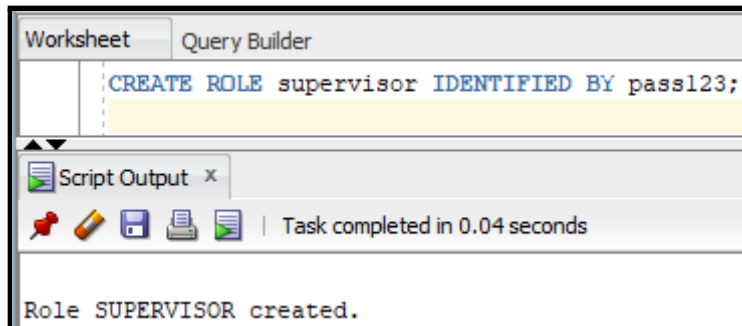 Worksheet Query Builder
CREATE ROLE supervisor IDENTIFIED BY pass123;
Script Output x
Task completed in 0.04 seconds
Role SUPERVISOR created.